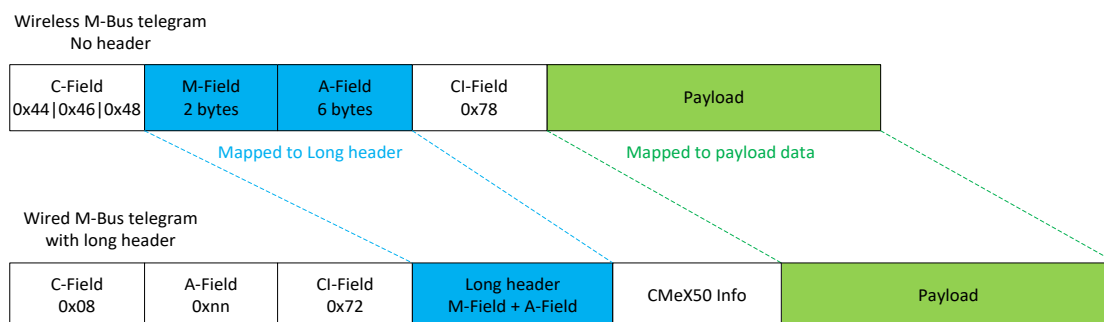 Wireless M-Bus telegram
No header
C-Field
0x44|0x46|0x48
M-Field
2 bytes
A-Field
6 bytes
CI-Field
0x78
Payload
Mapped to Long header
Mapped to payload data
Wired M-Bus telegram
with long header
C-Field
0x08
A-Field
0xnn
CI-Field
0x72
Long header
M-Field + A-Field
CMeX50 Info
Payload